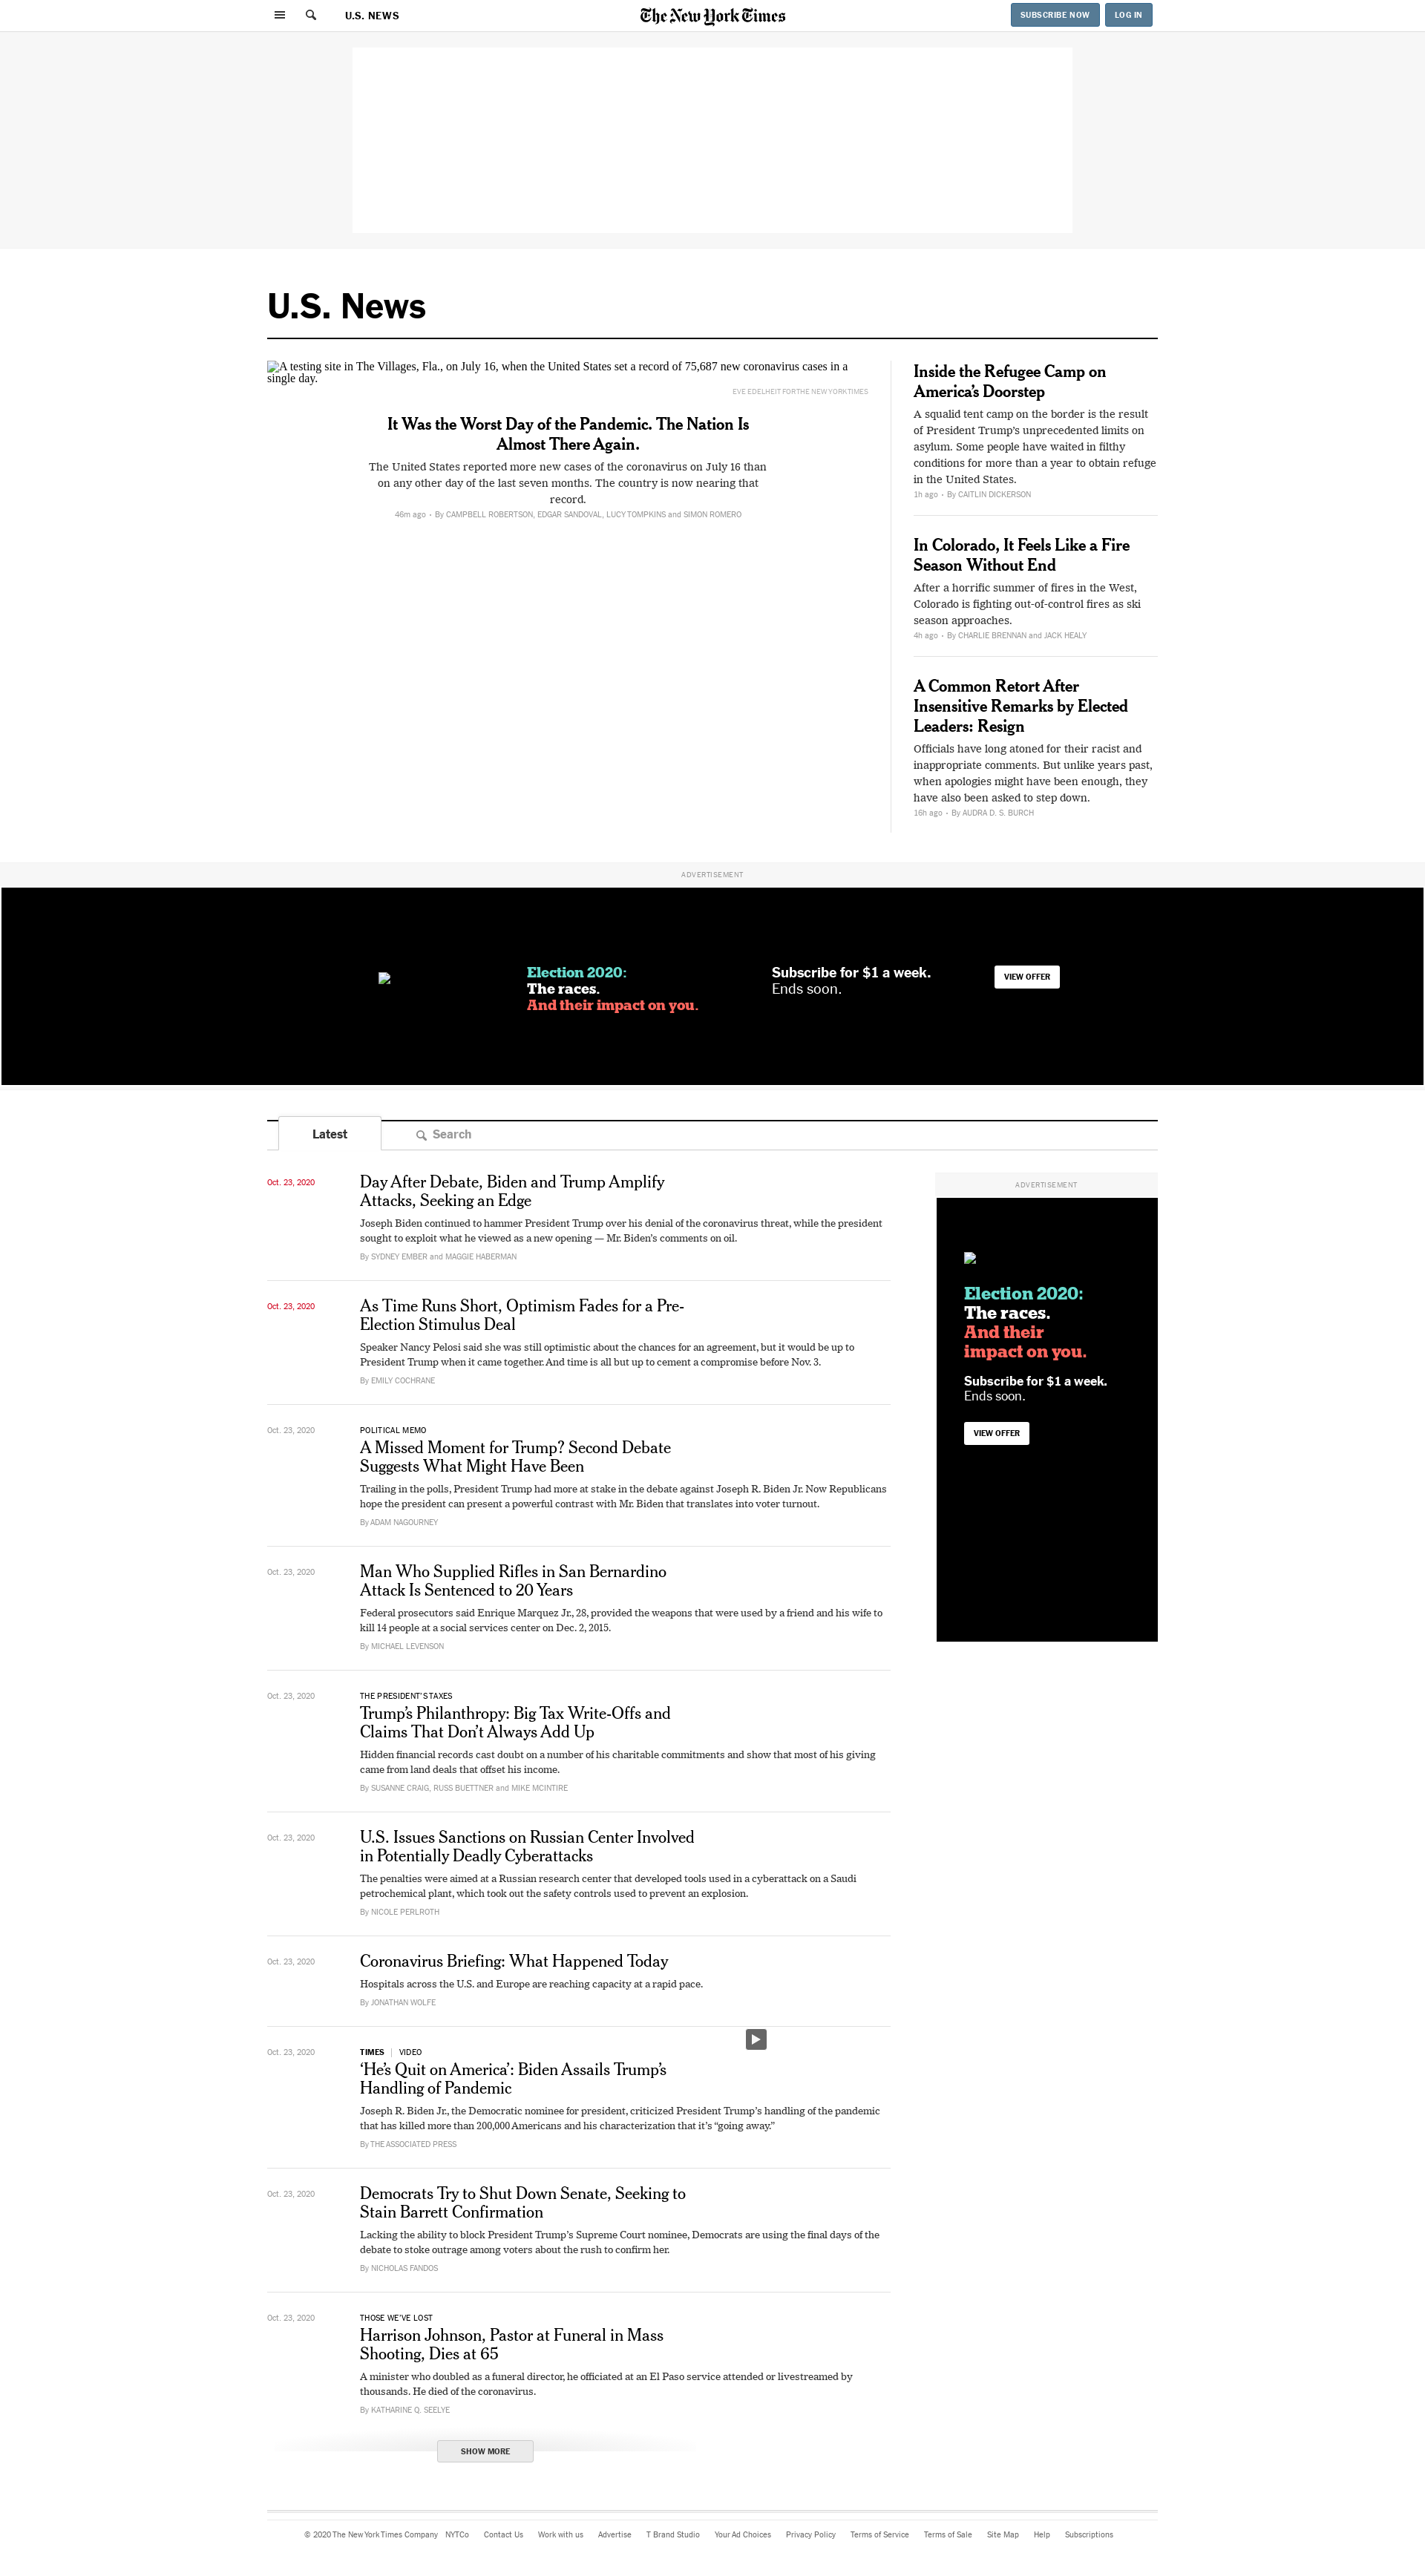 U.S. NEWS
The New York Times
SUBSCRIBE NOW
LOG IN
U.S. News
A testing site in The Villages, Fla., on July 16, when the United States set a record of 75,687 new coronavirus cases in a
single day.
EVE EDELHEIT FOR THE NEW YORK TIMES
It Was the Worst Day of the Pandemic. The Nation Is
Almost There Again.
The United States reported more new cases of the coronavirus on July 16 than
on any other day of the last seven months. The country is now nearing that
record.
46m ago • By CAMPBELL ROBERTSON, EDGAR SANDOVAL, LUCY TOMPKINS and SIMON ROMERO
Inside the Refugee Camp on
America’s Doorstep
A squalid tent camp on the border is the result
of President Trump’s unprecedented limits on
asylum. Some people have waited in filthy
conditions for more than a year to obtain refuge
in the United States.
1h ago • By CAITLIN DICKERSON
In Colorado, It Feels Like a Fire
Season Without End
After a horrific summer of fires in the West,
Colorado is fighting out-of-control fires as ski
season approaches.
4h ago • By CHARLIE BRENNAN and JACK HEALY
A Common Retort After
Insensitive Remarks by Elected
Leaders: Resign
Officials have long atoned for their racist and
inappropriate comments. But unlike years past,
when apologies might have been enough, they
have also been asked to step down.
16h ago • By AUDRA D. S. BURCH
ADVERTISEMENT
Election 2020:
The races.
And their impact on you.
Subscribe for $1 a week.
Ends soon.
VIEW OFFER
Latest
Search
Oct. 23, 2020
Day After Debate, Biden and Trump Amplify
Attacks, Seeking an Edge
Joseph Biden continued to hammer President Trump over his denial of the coronavirus threat, while the president
sought to exploit what he viewed as a new opening — Mr. Biden’s comments on oil.
By SYDNEY EMBER and MAGGIE HABERMAN
Oct. 23, 2020
As Time Runs Short, Optimism Fades for a Pre-
Election Stimulus Deal
Speaker Nancy Pelosi said she was still optimistic about the chances for an agreement, but it would be up to
President Trump when it came together. And time is all but up to cement a compromise before Nov. 3.
By EMILY COCHRANE
Oct. 23, 2020
POLITICAL MEMO
A Missed Moment for Trump? Second Debate
Suggests What Might Have Been
Trailing in the polls, President Trump had more at stake in the debate against Joseph R. Biden Jr. Now Republicans
hope the president can present a powerful contrast with Mr. Biden that translates into voter turnout.
By ADAM NAGOURNEY
Oct. 23, 2020
Man Who Supplied Rifles in San Bernardino
Attack Is Sentenced to 20 Years
Federal prosecutors said Enrique Marquez Jr., 28, provided the weapons that were used by a friend and his wife to
kill 14 people at a social services center on Dec. 2, 2015.
By MICHAEL LEVENSON
Oct. 23, 2020
THE PRESIDENT'S TAXES
Trump’s Philanthropy: Big Tax Write-Offs and
Claims That Don’t Always Add Up
Hidden financial records cast doubt on a number of his charitable commitments and show that most of his giving
came from land deals that offset his income.
By SUSANNE CRAIG, RUSS BUETTNER and MIKE MCINTIRE
Oct. 23, 2020
U.S. Issues Sanctions on Russian Center Involved
in Potentially Deadly Cyberattacks
The penalties were aimed at a Russian research center that developed tools used in a cyberattack on a Saudi
petrochemical plant, which took out the safety controls used to prevent an explosion.
By NICOLE PERLROTH
Oct. 23, 2020
Coronavirus Briefing: What Happened Today
Hospitals across the U.S. and Europe are reaching capacity at a rapid pace.
By JONATHAN WOLFE
Oct. 23, 2020
TIMES | VIDEO
‘He’s Quit on America’: Biden Assails Trump’s
Handling of Pandemic
Joseph R. Biden Jr., the Democratic nominee for president, criticized President Trump’s handling of the pandemic
that has killed more than 200,000 Americans and his characterization that it’s “going away.”
By THE ASSOCIATED PRESS
Oct. 23, 2020
Democrats Try to Shut Down Senate, Seeking to
Stain Barrett Confirmation
Lacking the ability to block President Trump’s Supreme Court nominee, Democrats are using the final days of the
debate to stoke outrage among voters about the rush to confirm her.
By NICHOLAS FANDOS
Oct. 23, 2020
THOSE WE'VE LOST
Harrison Johnson, Pastor at Funeral in Mass
Shooting, Dies at 65
A minister who doubled as a funeral director, he officiated at an El Paso service attended or livestreamed by
thousands. He died of the coronavirus.
By KATHARINE Q. SEELYE
SHOW MORE
ADVERTISEMENT
Election 2020:
The races.
And their
impact on you.
Subscribe for $1 a week.
Ends soon.
VIEW OFFER
© 2020 The New York Times Company NYTCo Contact Us Work with us Advertise T Brand Studio Your Ad Choices Privacy Policy Terms of Service Terms of Sale Site Map Help Subscriptions